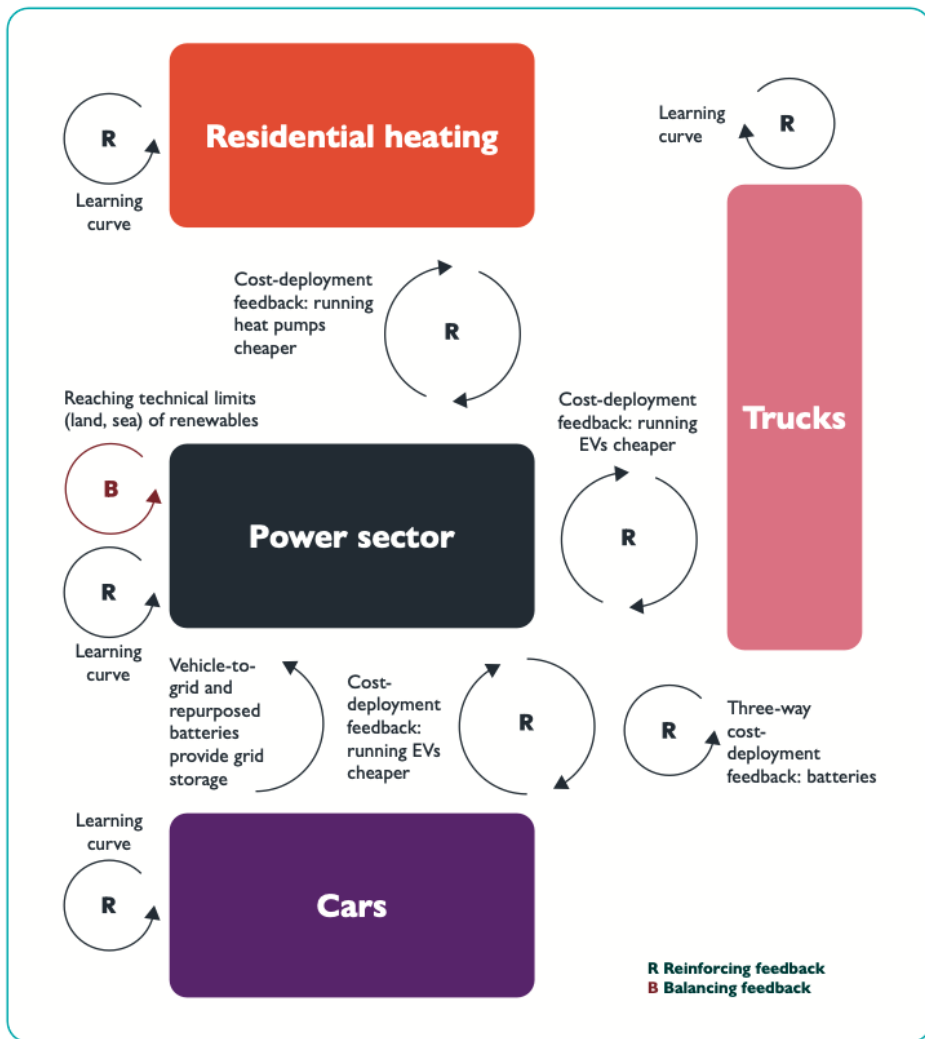 Residential heating
R
Learning
curve
Learning
curve
R
Cost-deployment
feedback: running
heat pumps
cheaper
R
Trucks
Reaching technical limits
(land, sea) of renewables
B
R
Learning
curve
Power sector
Cost-deployment
feedback: running
EVs cheaper
R
Vehicle-to-
grid and
repurposed
batteries
provide grid
storage
Cost-
deployment
feedback:
running EVs
cheaper
R
R
Three-way
cost-
deployment
feedback: batteries
Learning
curve
R
Cars
R Reinforcing feedback
B Balancing feedback